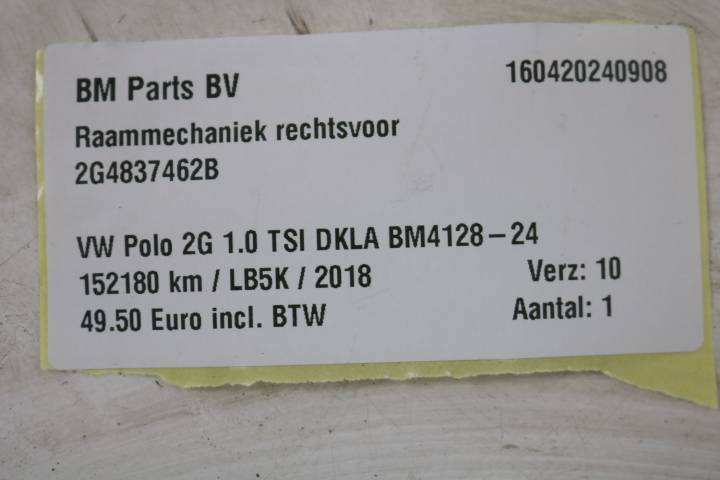 BM Parts BV 160420240908
Raammechaniek rechtsvoor
2G4837462B
VW Polo 2G 1.0 TSI DKLA BM4128-24
152180 km / LB5K / 2018 Verz: 10
49.50 Euro incl. BTW Aantal: 1